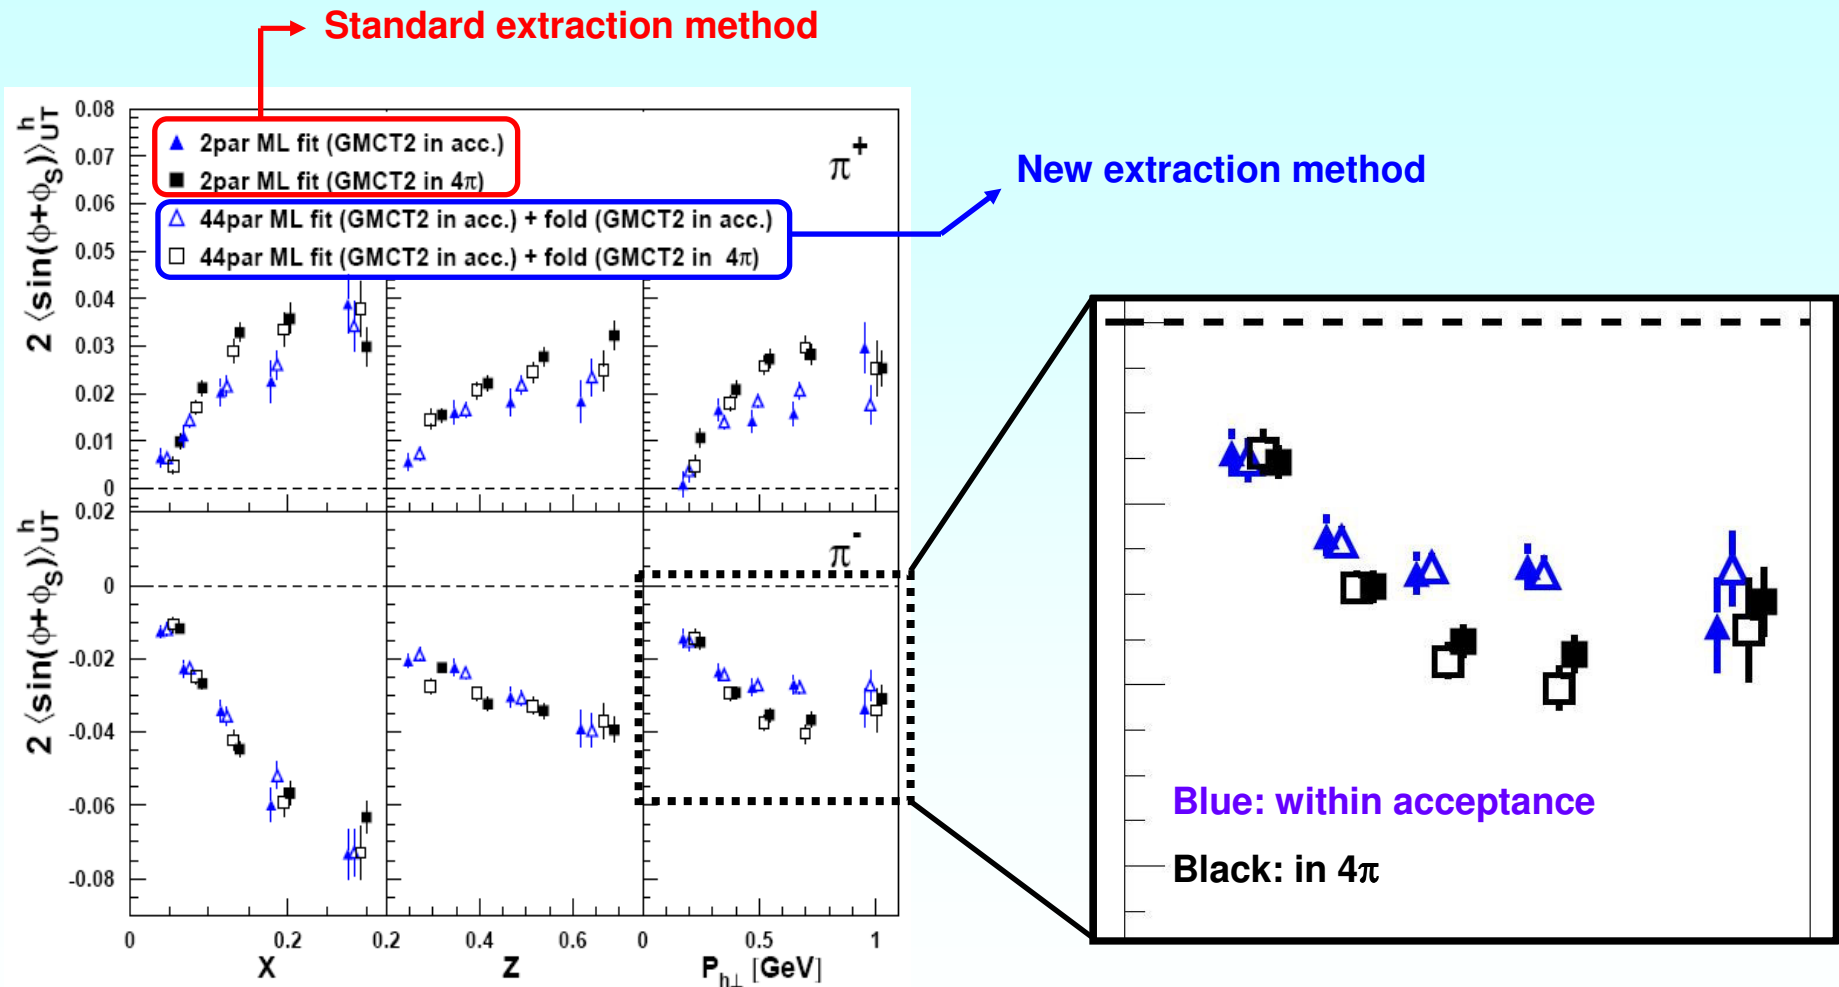 Standard extraction method
New extraction method
2 ⟨sin(ϕ+ϕS)⟩ h UT
0.08
0.07
0.06
0.05
0.04
0.03
0.02
0.01
0
2par ML fit (GMCT2 in acc.)
2par ML fit (GMCT2 in 4π)
44par ML fit (GMCT2 in acc.) + fold (GMCT2 in acc.)
44par ML fit (GMCT2 in acc.) + fold (GMCT2 in 4π)
π+
2 ⟨sin(ϕ+ϕS)⟩ h UT
0.02
0
-0.02
-0.04
-0.06
-0.08
π-
0 0.2 0.2 0.4 0.6 0 0.5 1
X Z Ph⊥ [GeV]
Blue: within acceptance
Black: in 4π